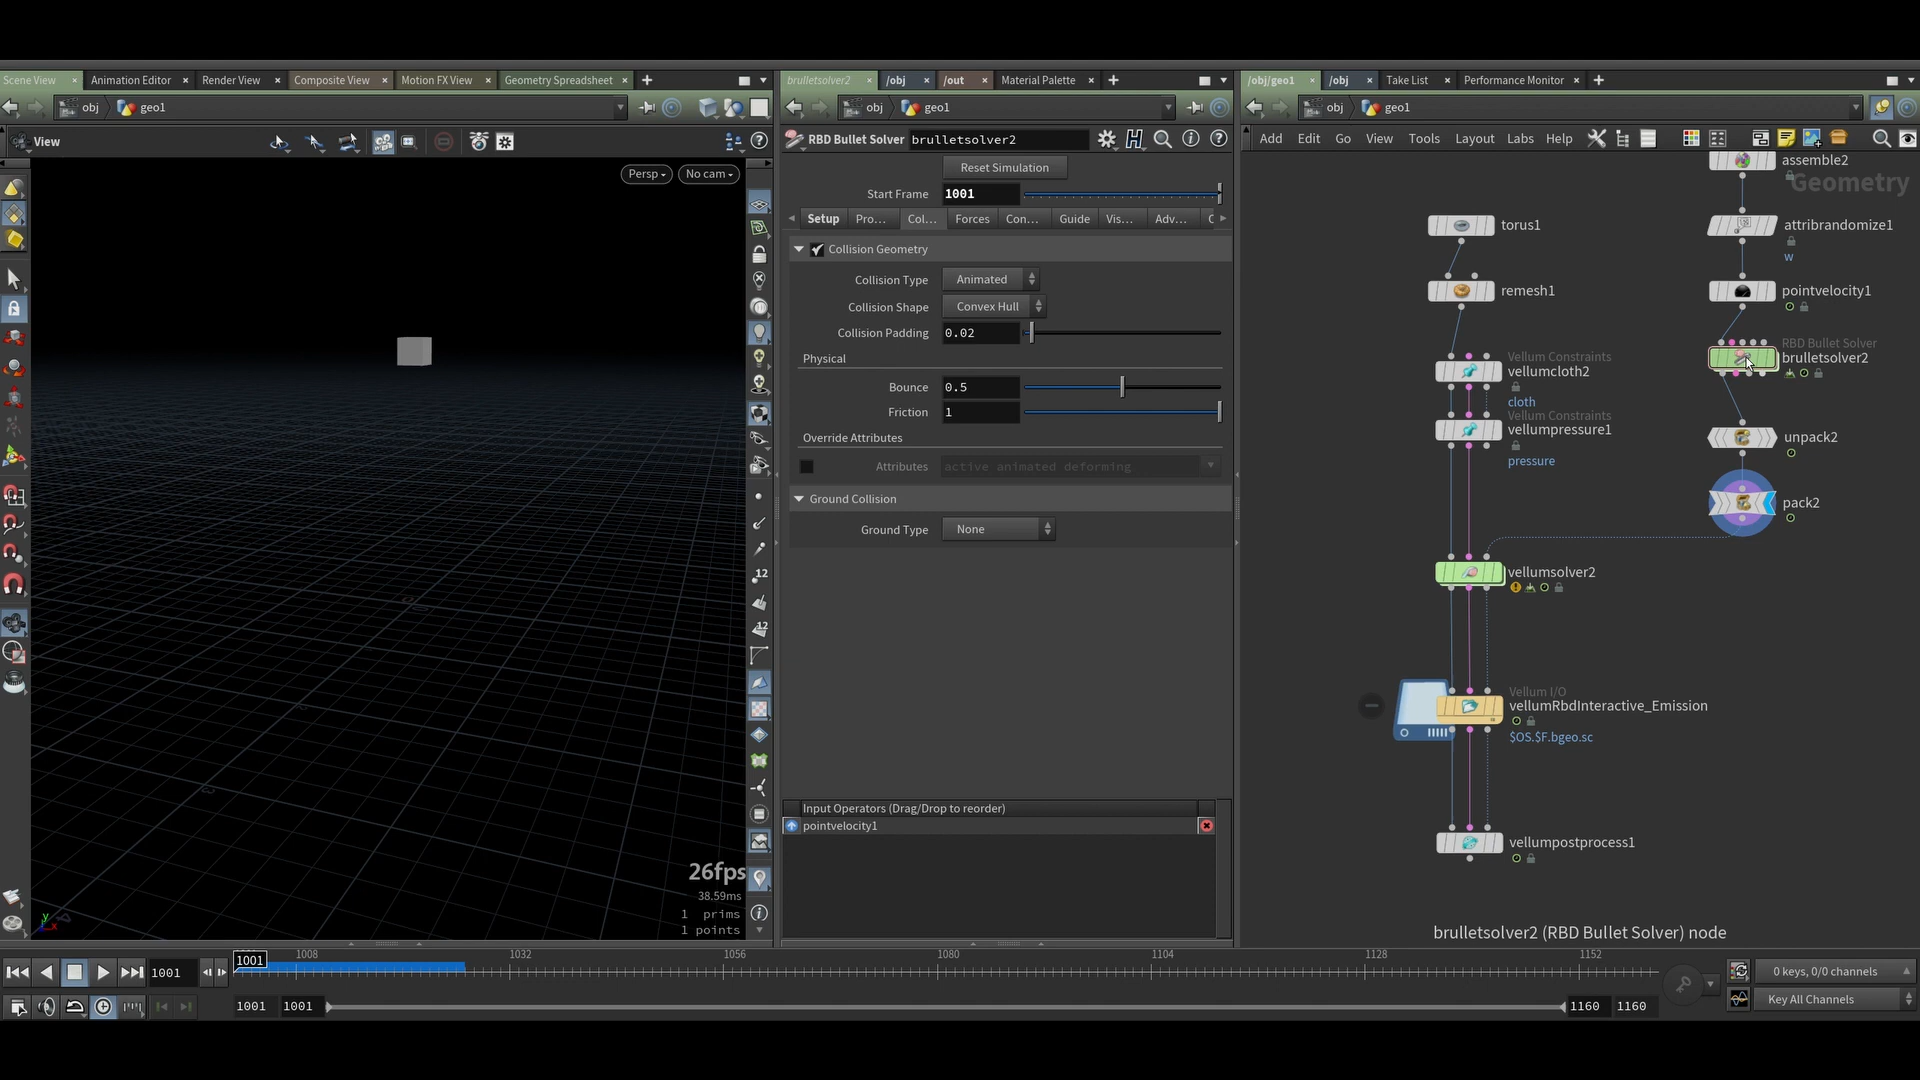 Scene View × Animation Editor × Render View × Composite View × Motion FX View × Geometry Spreadsheet × +
brulletsolver2 × /obj × /out × Material Palette × +
/obj/geo1 × /obj × Take List × Performance Monitor × +
obj geo1
obj geo1
obj geo1
View
RBD Bullet Solver brulletsolver2
Add Edit Go View Tools Layout Labs Help
Persp No cam
Reset Simulation
Start Frame 1001
Setup Pro... Col... Forces Con... Guide Vis... Adv...
Collision Geometry
Collision Type Animated
Collision Shape Convex Hull
Collision Padding 0.02
Physical
Bounce 0.5
Friction 1
Override Attributes
Attributes active animated deforming
Ground Collision
Ground Type None
Input Operators (Drag/Drop to reorder)
pointvelocity1
12
12
26fps
38.59ms
1 prims
1 points
y
x
Geometry
assemble2
torus1
attribrandomize1
w
remesh1
pointvelocity1
RBD Bullet Solver
brulletsolver2
Vellum Constraints
vellumcloth2
cloth
Vellum Constraints
vellumpressure1
pressure
unpack2
pack2
vellumsolver2
Vellum I/O
vellumRbdInteractive_Emission
$OS.$F.bgeo.sc
vellumpostprocess1
brulletsolver2 (RBD Bullet Solver) node
1001
1001 1008 1032 1056 1080 1104 1128 1152
0 keys, 0/0 channels
1001 1001 1160 1160
Key All Channels